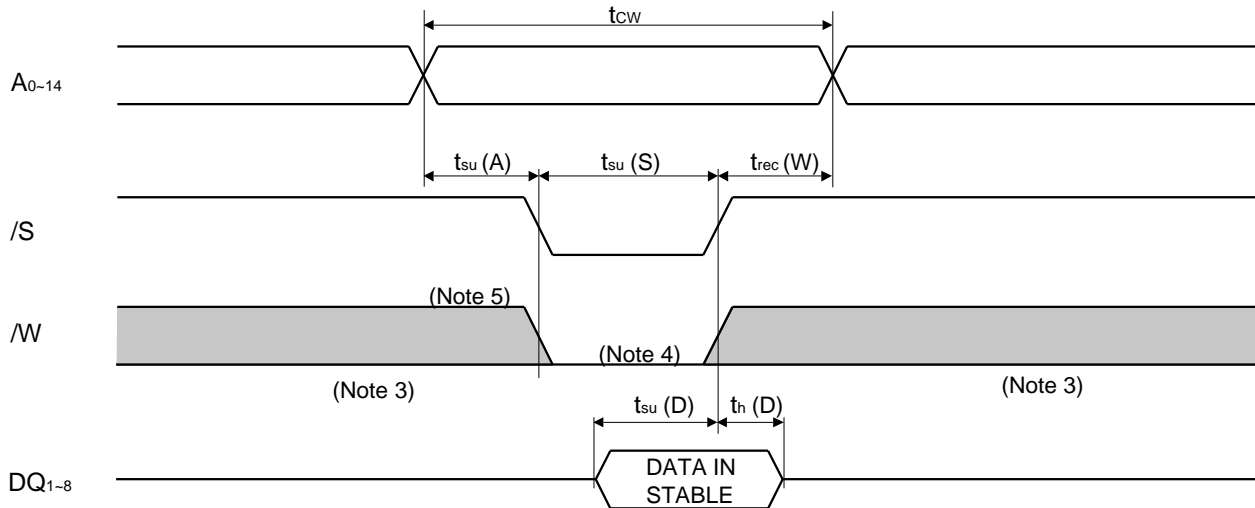 tCW
A0~14
tsu (A) tsu (S) trec (W)
/S
(Note 5)
/W
(Note 4)
(Note 3) (Note 3)
tsu (D) th (D)
DATA IN
DQ1~8
STABLE